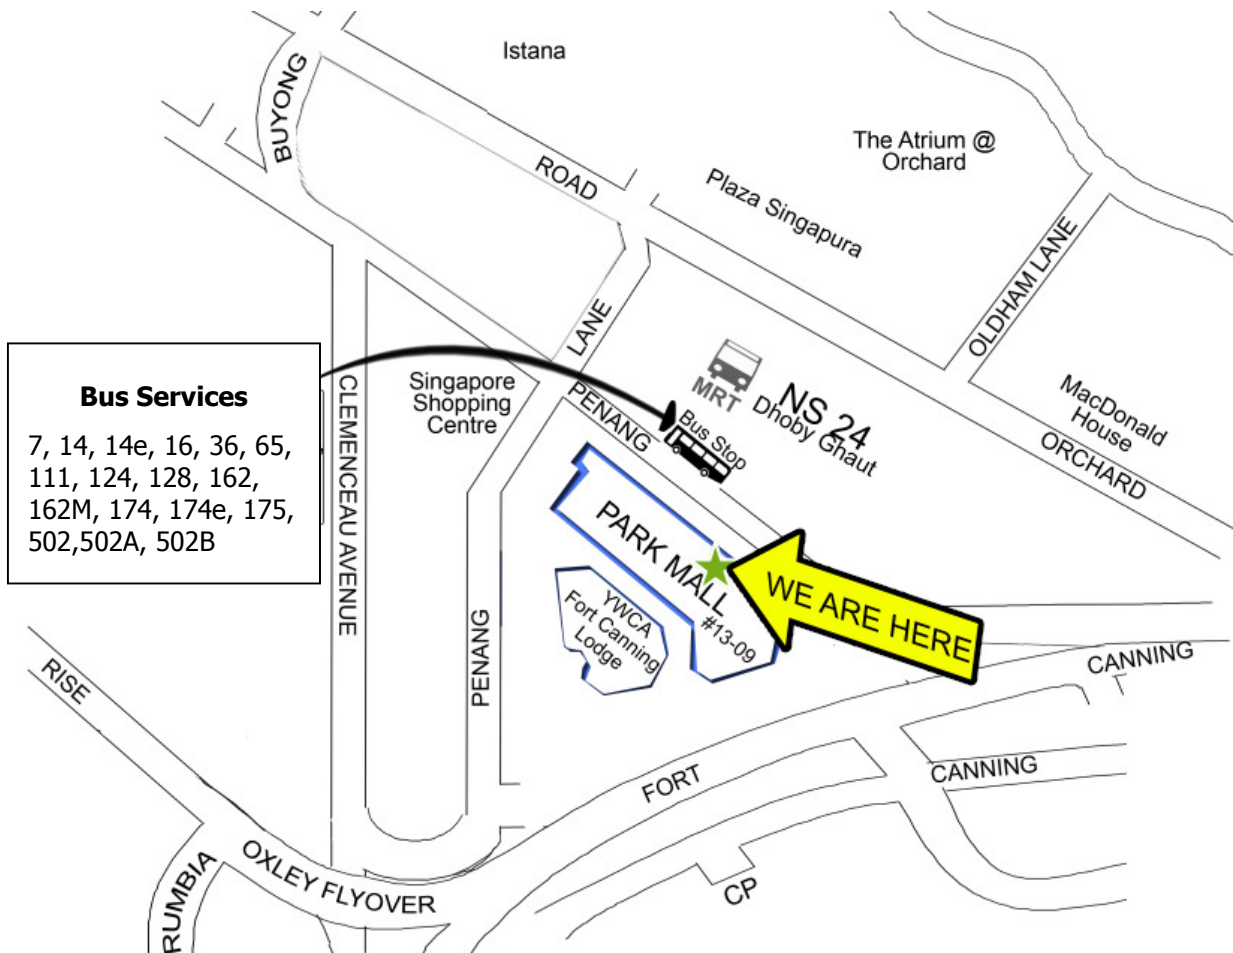 Istana
BUYONG
The Atrium @
Orchard
ROAD
Plaza Singapura
OLDHAM LANE
LANE
Bus Services
7, 14, 14e, 16, 36, 65,
111, 124, 128, 162,
162M, 174, 174e, 175,
502,502A, 502B
CLEMENCEAU AVENUE
Singapore
Shopping
Centre
PENANG
MRT
NS 24
Dhoby Ghaut
Bus Stop
MacDonald
House
ORCHARD
PARK MALL
#13-09
WE ARE HERE
YWCA
Fort Canning
Lodge
PENANG
CANNING
RISE
FORT
CANNING
OXLEY FLYOVER
RUMBIA
CP